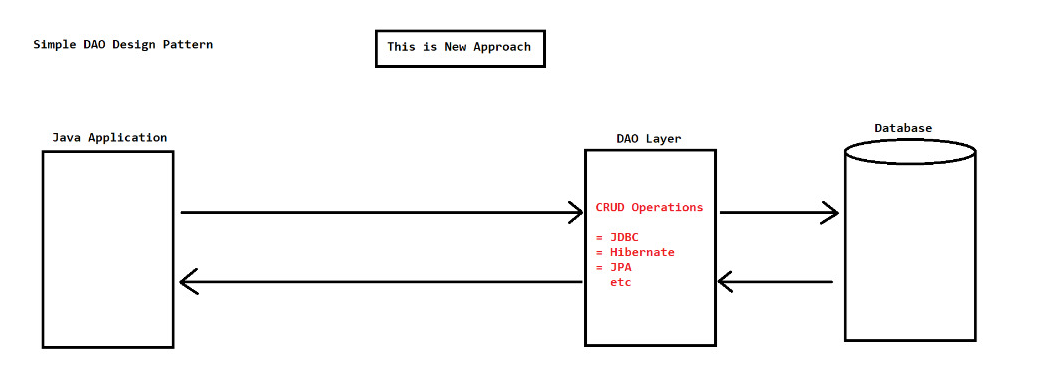 Simple DAO Design Pattern
This is New Approach
Java Application
DAO Layer
Database
CRUD Operations
= JDBC
= Hibernate
= JPA
etc